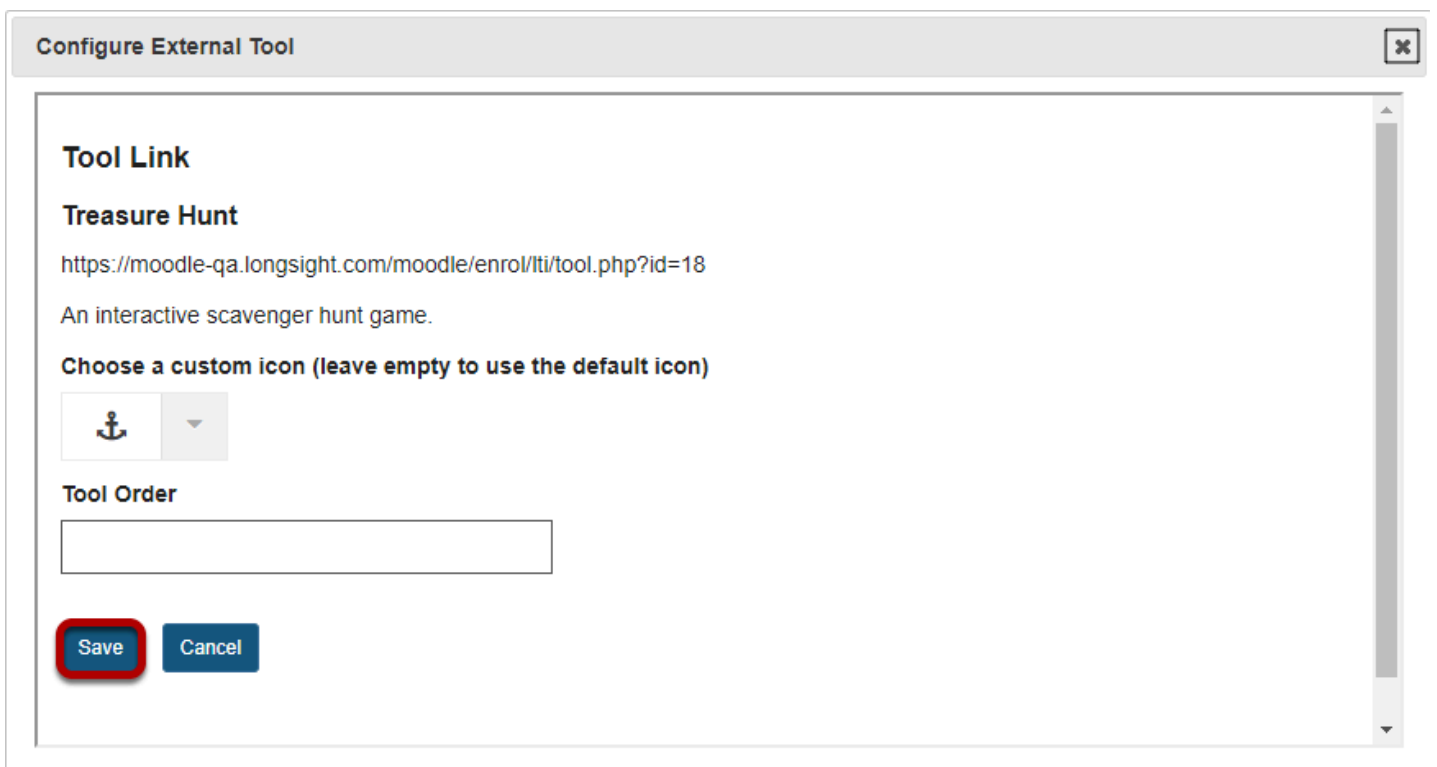 Configure External Tool
Tool Link
Treasure Hunt
https://moodle-qa.longsight.com/moodle/enrol/lti/tool.php?id=18
An interactive scavenger hunt game.
Choose a custom icon (leave empty to use the default icon)
Tool Order
Save Cancel